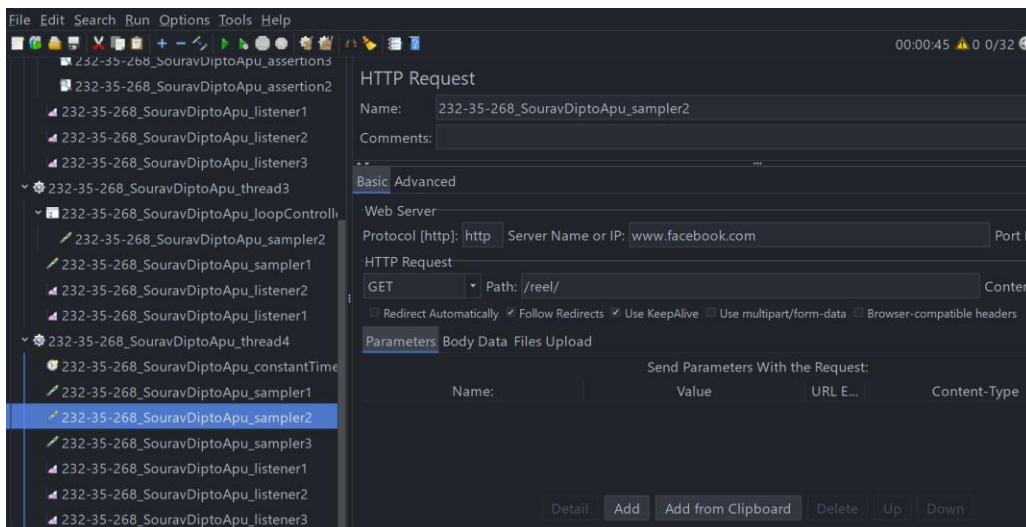 File Edit Search Run Options Tools Help
00:00:45 0 0/32
232-35-268_SouravDiptoApu_assertion3
232-35-268_SouravDiptoApu_assertion2
232-35-268_SouravDiptoApu_listener1
232-35-268_SouravDiptoApu_listener2
232-35-268_SouravDiptoApu_listener3
232-35-268_SouravDiptoApu_thread3
232-35-268_SouravDiptoApu_loopControll
232-35-268_SouravDiptoApu_sampler2
232-35-268_SouravDiptoApu_sampler1
232-35-268_SouravDiptoApu_listener2
232-35-268_SouravDiptoApu_listener1
232-35-268_SouravDiptoApu_thread4
232-35-268_SouravDiptoApu_constantTime
232-35-268_SouravDiptoApu_sampler1
232-35-268_SouravDiptoApu_sampler2
232-35-268_SouravDiptoApu_sampler3
232-35-268_SouravDiptoApu_listener1
232-35-268_SouravDiptoApu_listener2
232-35-268_SouravDiptoApu_listener3
HTTP Request
Name: 232-35-268_SouravDiptoApu_sampler2
Comments:
Basic Advanced
Web Server
Protocol [http]: http Server Name or IP: www.facebook.com Port
HTTP Request
GET Path: /reel/ Conten
Redirect Automatically Follow Redirects Use KeepAlive Use multipart/form-data Browser-compatible headers
Parameters Body Data Files Upload
Send Parameters With the Request:
Name: Value URL E... Content-Type
Detail Add Add from Clipboard Delete Up Down